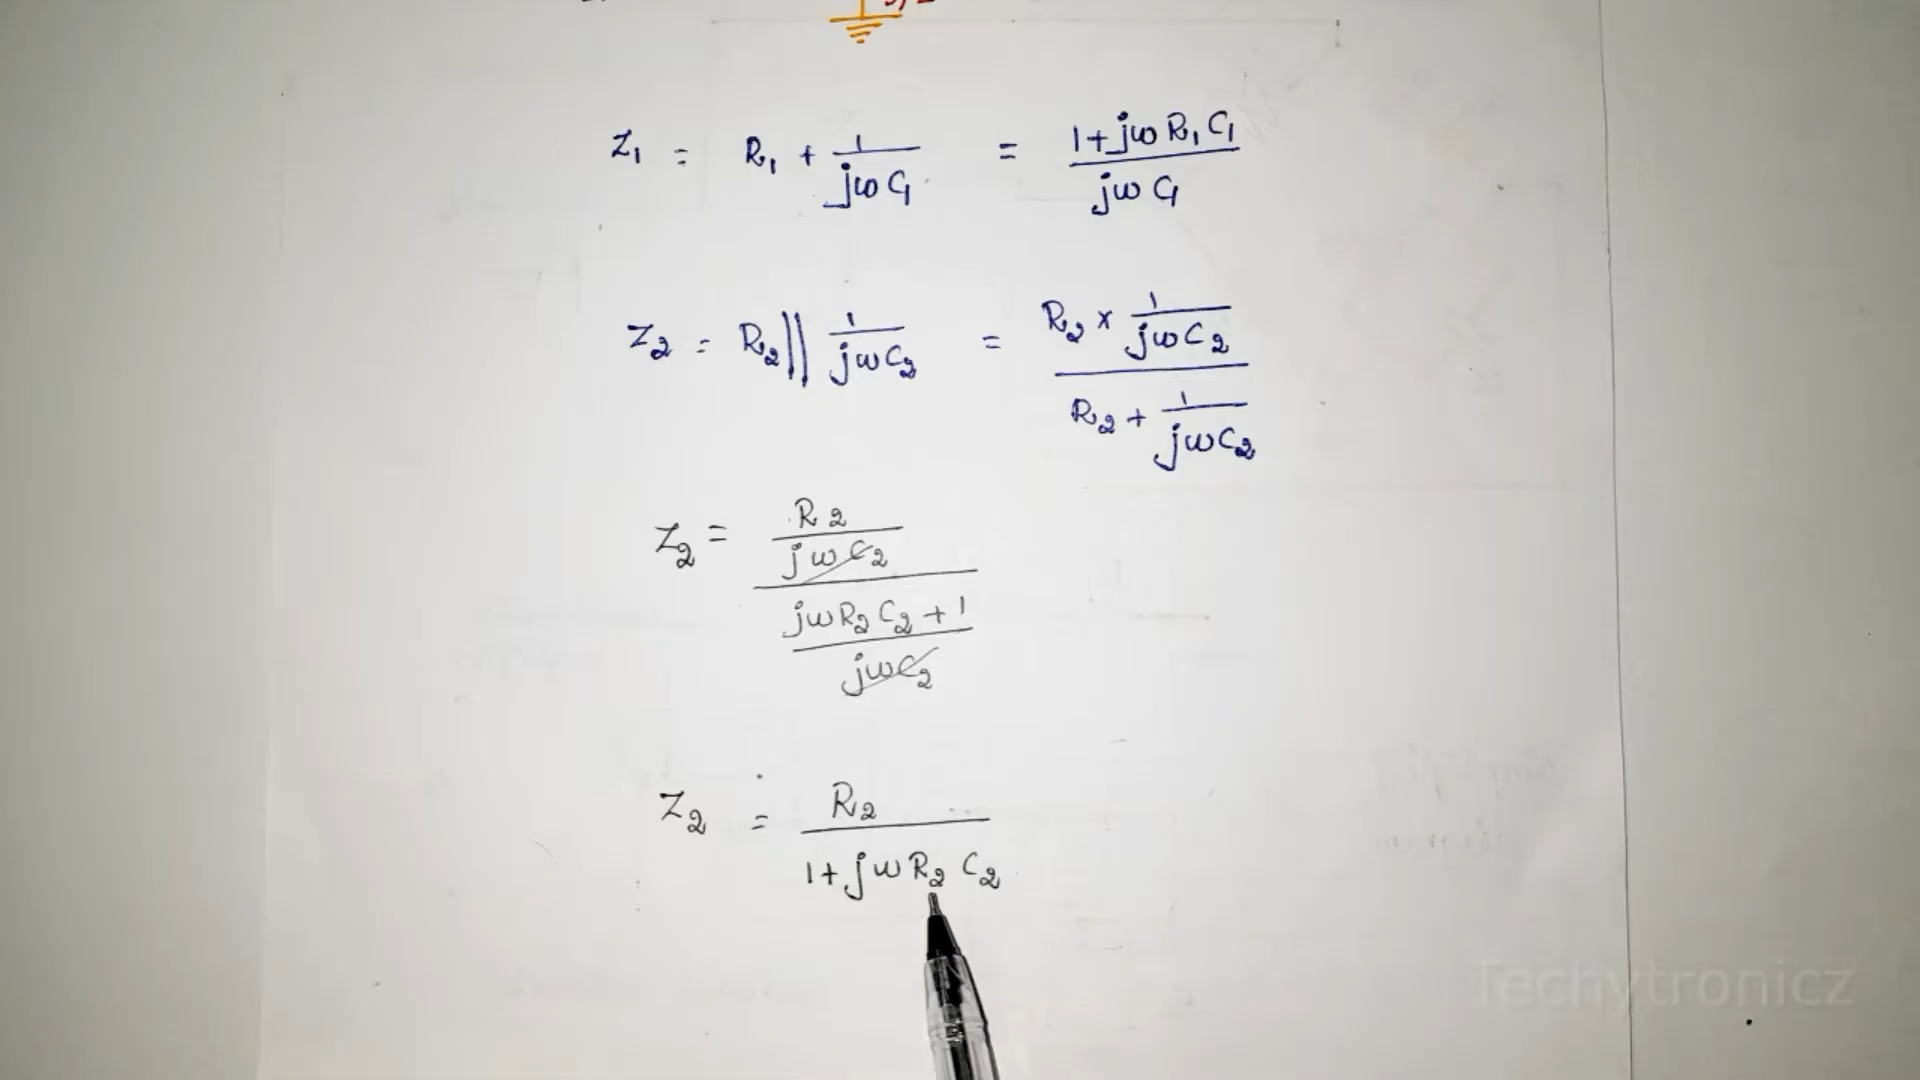 Z₁ = R₁ + 1/(jωC₁) = (1+jωR₁C₁)/(jωC₁)
Z₂ = R₂ || 1/(jωC₂) = (R₂ × 1/(jωC₂))/(R₂ + 1/(jωC₂))
Z₂ = (R₂/(jωC₂))/((jωR₂C₂+1)/(jωC₂))
Z₂ = R₂/(1+jωR₂C₂)
Techytronicz